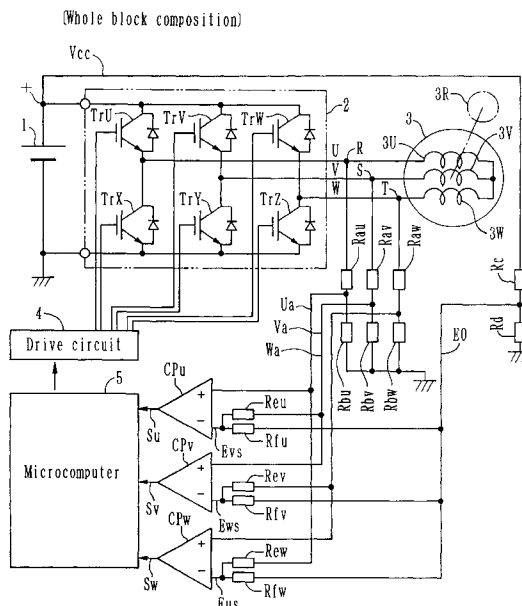 (Whole block composition)
Vcc
3R
+
1
TrU
TrV
TrW
2
3
3U
3V
U
R
V
S
W
T
3W
TrX
TrY
TrZ
Rau
Rav
Raw
Rc
Ua
Va
Wa
E0
Rd
4
Drive circuit
Rbu
Rbv
Rbw
5
Microcomputer
CPu
+
−
Su
Evs
Reu
Rfu
CPv
+
−
Sv
Ews
Rev
Rfv
CPw
+
−
Sw
Eus
Rew
Rfw